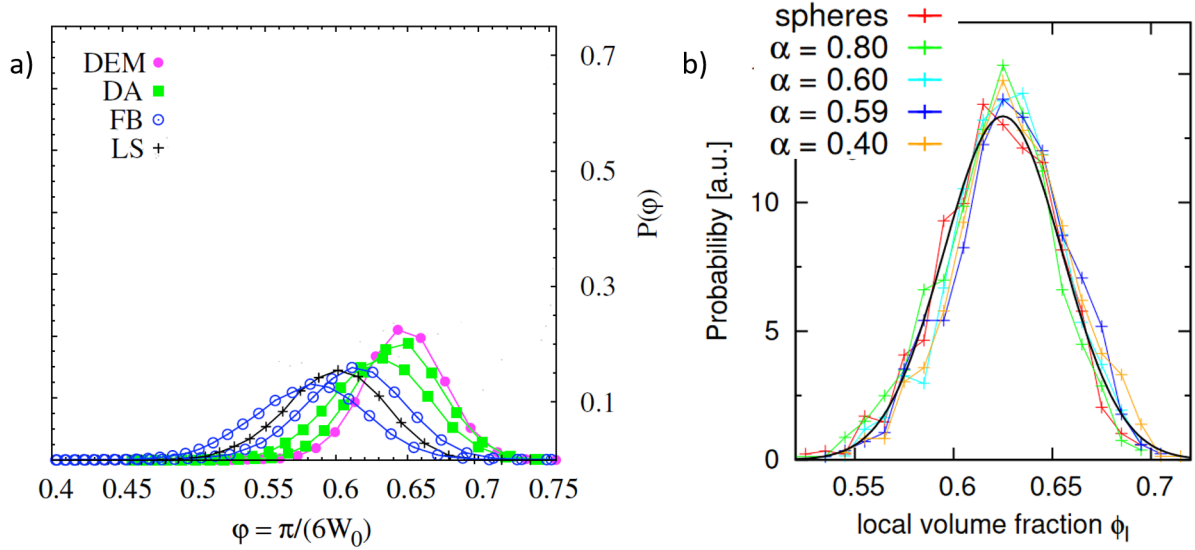 a)
DEM
DA
FB
LS
0.7
0.5
0.3
0.1
P(φ)
0.4 0.45 0.5 0.55 0.6 0.65 0.7 0.75
φ = π/(6W₀)
b)
spheres
α = 0.80
α = 0.60
α = 0.59
α = 0.40
Probabiliby [a.u.]
10
5
0
0.55 0.6 0.65 0.7
local volume fraction ϕₗ